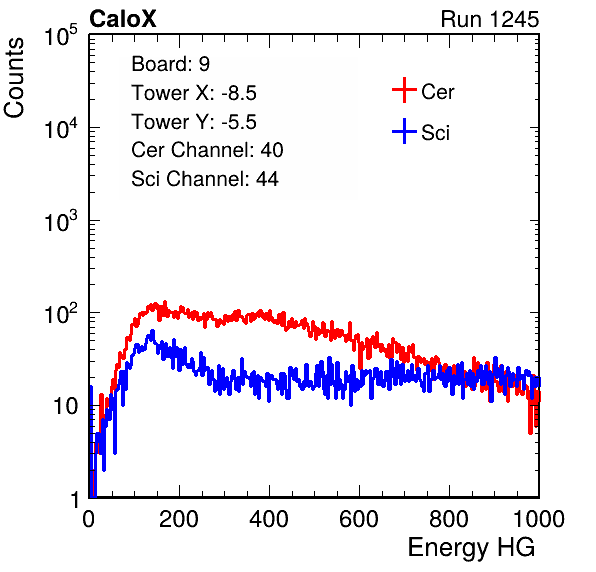 CaloX Run 1245
Counts
Board: 9
Tower X: -8.5
Tower Y: -5.5
Cer Channel: 40
Sci Channel: 44
Cer
Sci
10^5
10^4
10^3
10^2
10
1
0 200 400 600 800 1000
Energy HG